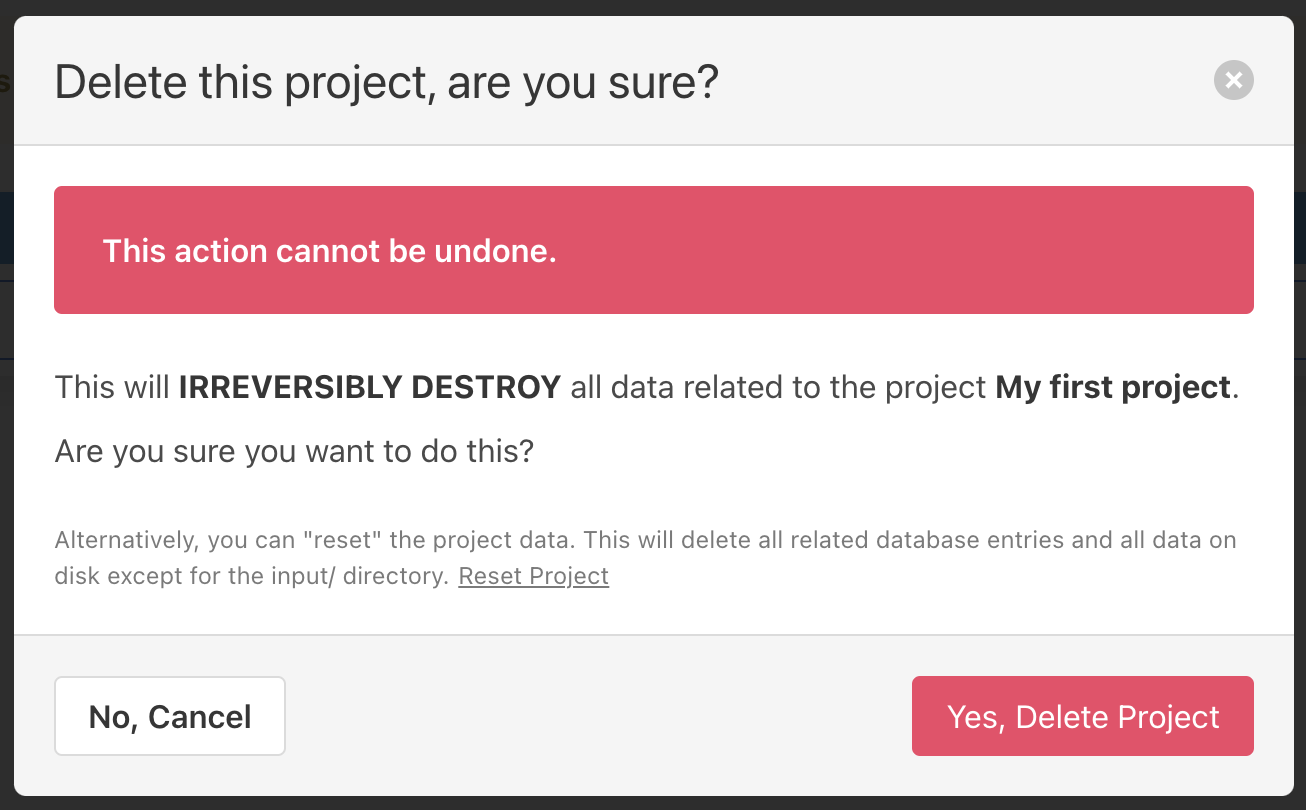 Delete this project, are you sure?
This action cannot be undone.
This will IRREVERSIBLY DESTROY all data related to the project My first project.
Are you sure you want to do this?
Alternatively, you can "reset" the project data. This will delete all related database entries and all data on
disk except for the input/ directory. Reset Project
No, Cancel
Yes, Delete Project